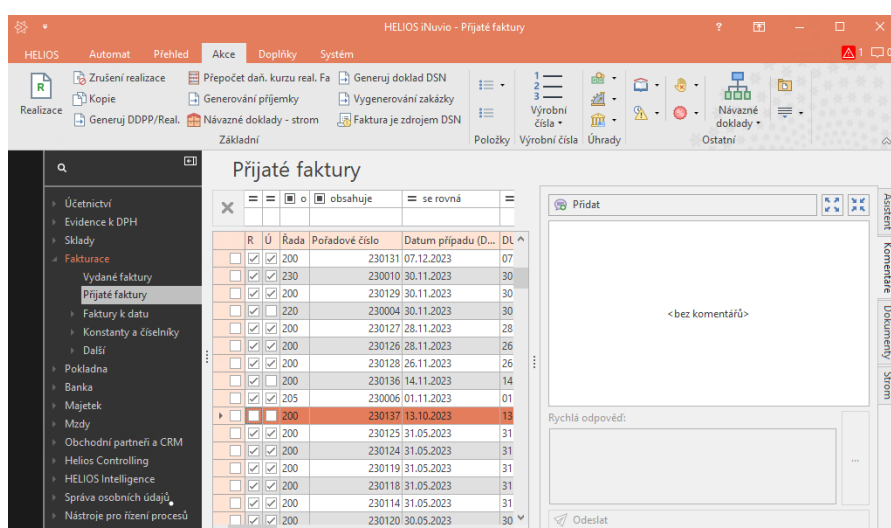 HELIOS iNuvio - Přijaté faktury
HELIOS Automat Přehled Akce Doplňky Systém 1
Realizace
Zrušení realizace
Kopie
Generuj DDPP/Real.
Přepočet daň. kurzu real. Fa
Generování příjemky
Návazné doklady - strom
Generuj doklad DSN
Vygenerování zakázky
Faktura je zdrojem DSN
Výrobní
čísla
Návazné
doklady
Základní Položky Výrobní čísla Úhrady Ostatní
Přijaté faktury
Účetnictví
Evidence k DPH
Sklady
Fakturace
Vydané faktury
Přijaté faktury
Faktury k datu
Konstanty a číselníky
Další
Pokladna
Banka
Majetek
Mzdy
Obchodní partneři a CRM
Helios Controlling
HELIOS Intelligence
Správa osobních údajů
Nástroje pro řízení procesů
= = o obsahuje = se rovná =
R Ú Řada Pořadové číslo Datum případu (D... DU
200 230131 07.12.2023 07
230 230010 30.11.2023 30
200 230129 30.11.2023 30
220 230004 30.11.2023 30
200 230127 28.11.2023 28
200 230126 28.11.2023 26
200 230128 26.11.2023 26
200 230136 14.11.2023 14
205 230006 01.11.2023 01
200 230137 13.10.2023 13
200 230125 31.05.2023 31
200 230124 31.05.2023 31
200 230119 31.05.2023 31
200 230118 31.05.2023 31
200 230114 31.05.2023 31
200 230120 30.05.2023 30
Přidat
<bez komentářů>
Rychlá odpověď:
...
Odeslat
Asistent
Komentáře
Dokumenty
Strom